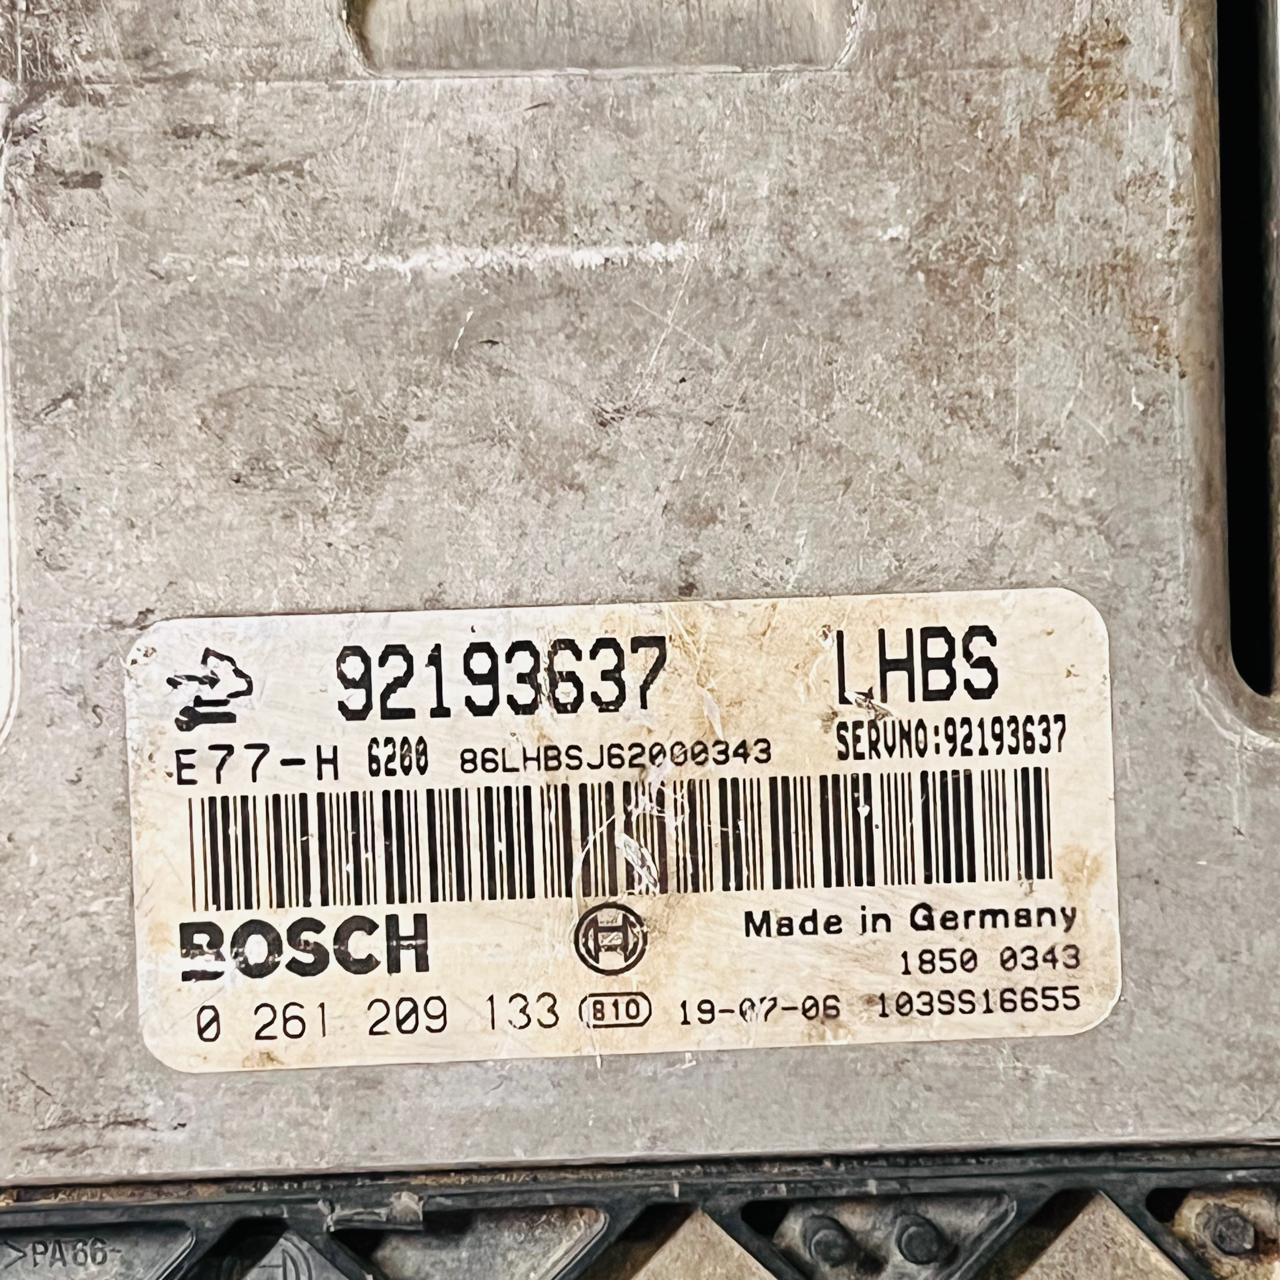 92193637 LHBS
E77-H 6200 86LHBSJ62000343 SERVNO:92193637
BOSCH Made in Germany
1850 0343
0 261 209 133 810 19-07-06 103SS16655
>PA66-